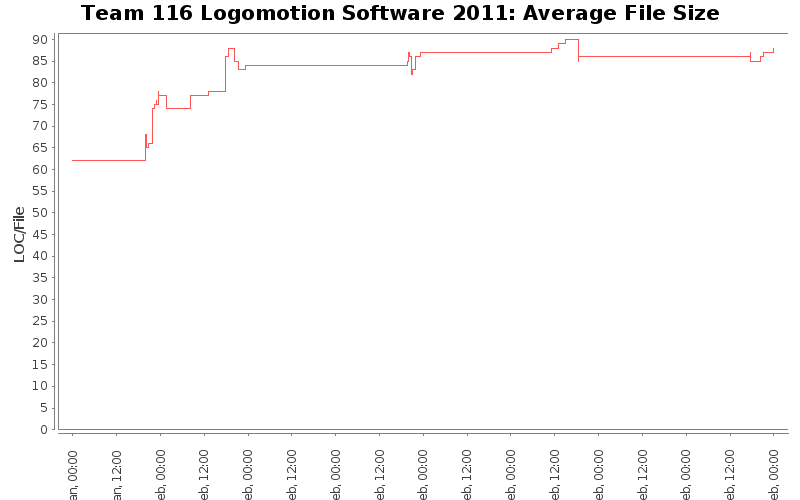 Team 116 Logomotion Software 2011: Average File Size
LOC/File
90
85
80
75
70
65
60
55
50
45
40
35
30
25
20
15
10
5
0
an, 00:00
an, 12:00
eb, 00:00
eb, 12:00
eb, 00:00
eb, 12:00
eb, 00:00
eb, 12:00
eb, 00:00
eb, 12:00
eb, 00:00
eb, 12:00
eb, 00:00
eb, 12:00
eb, 00:00
eb, 12:00
eb, 00:00